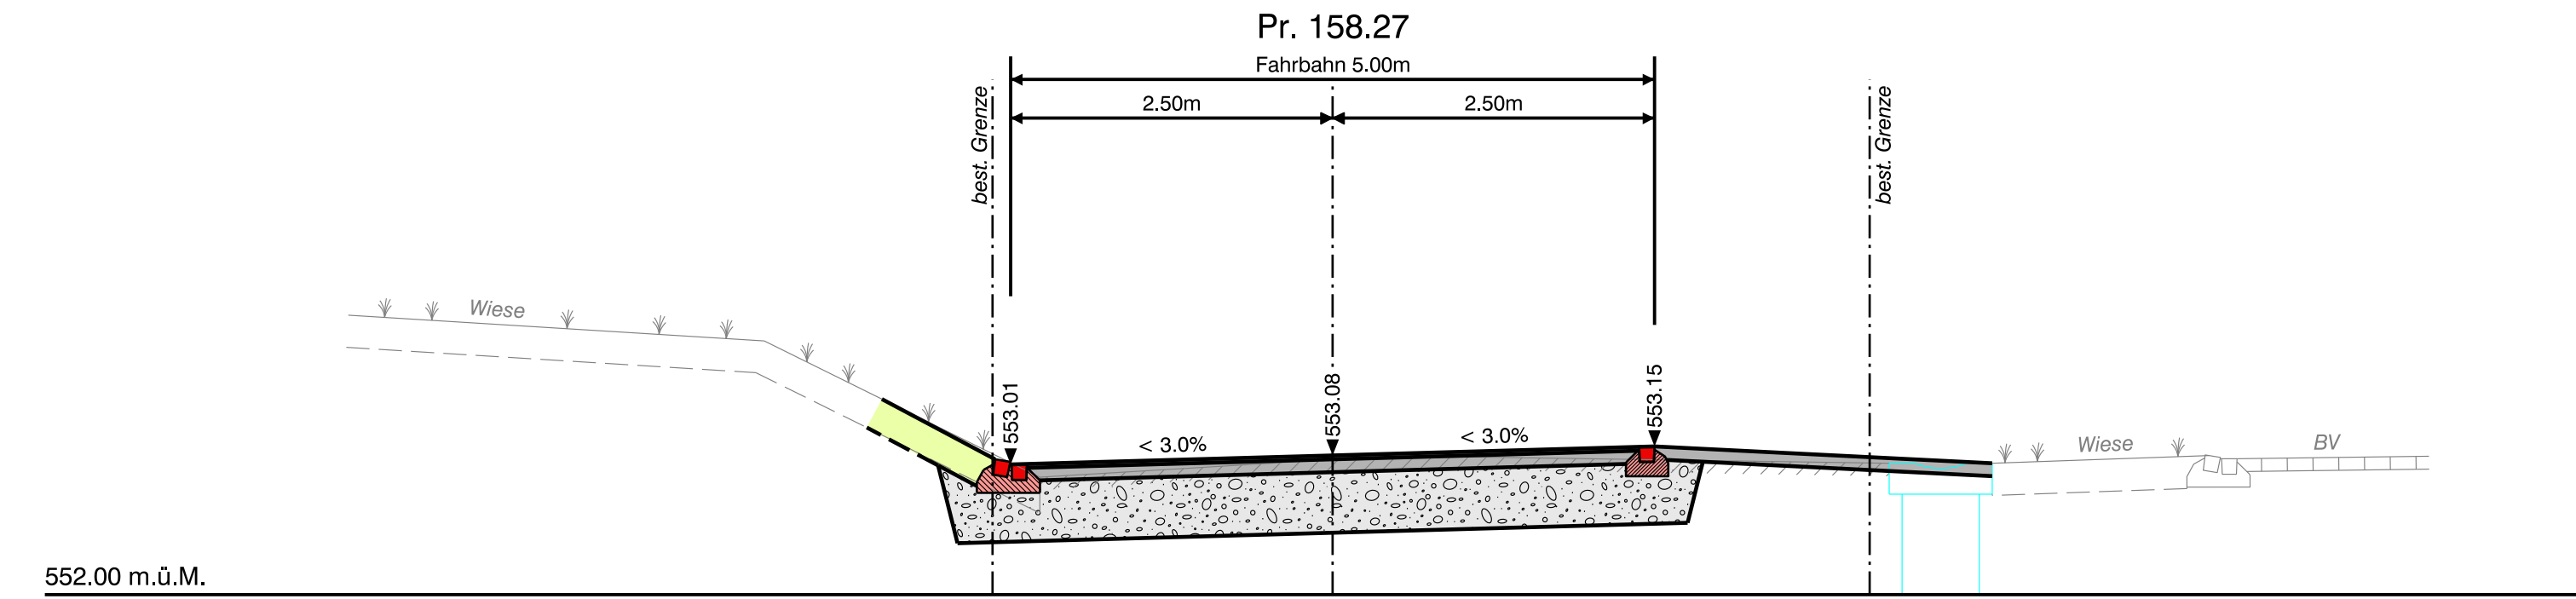 Pr. 158.27
Fahrbahn 5.00m
2.50m
2.50m
best. Grenze
best. Grenze
Wiese
553.01
< 3.0%
553.08
< 3.0%
553.15
Wiese
BV
552.00 m.ü.M.